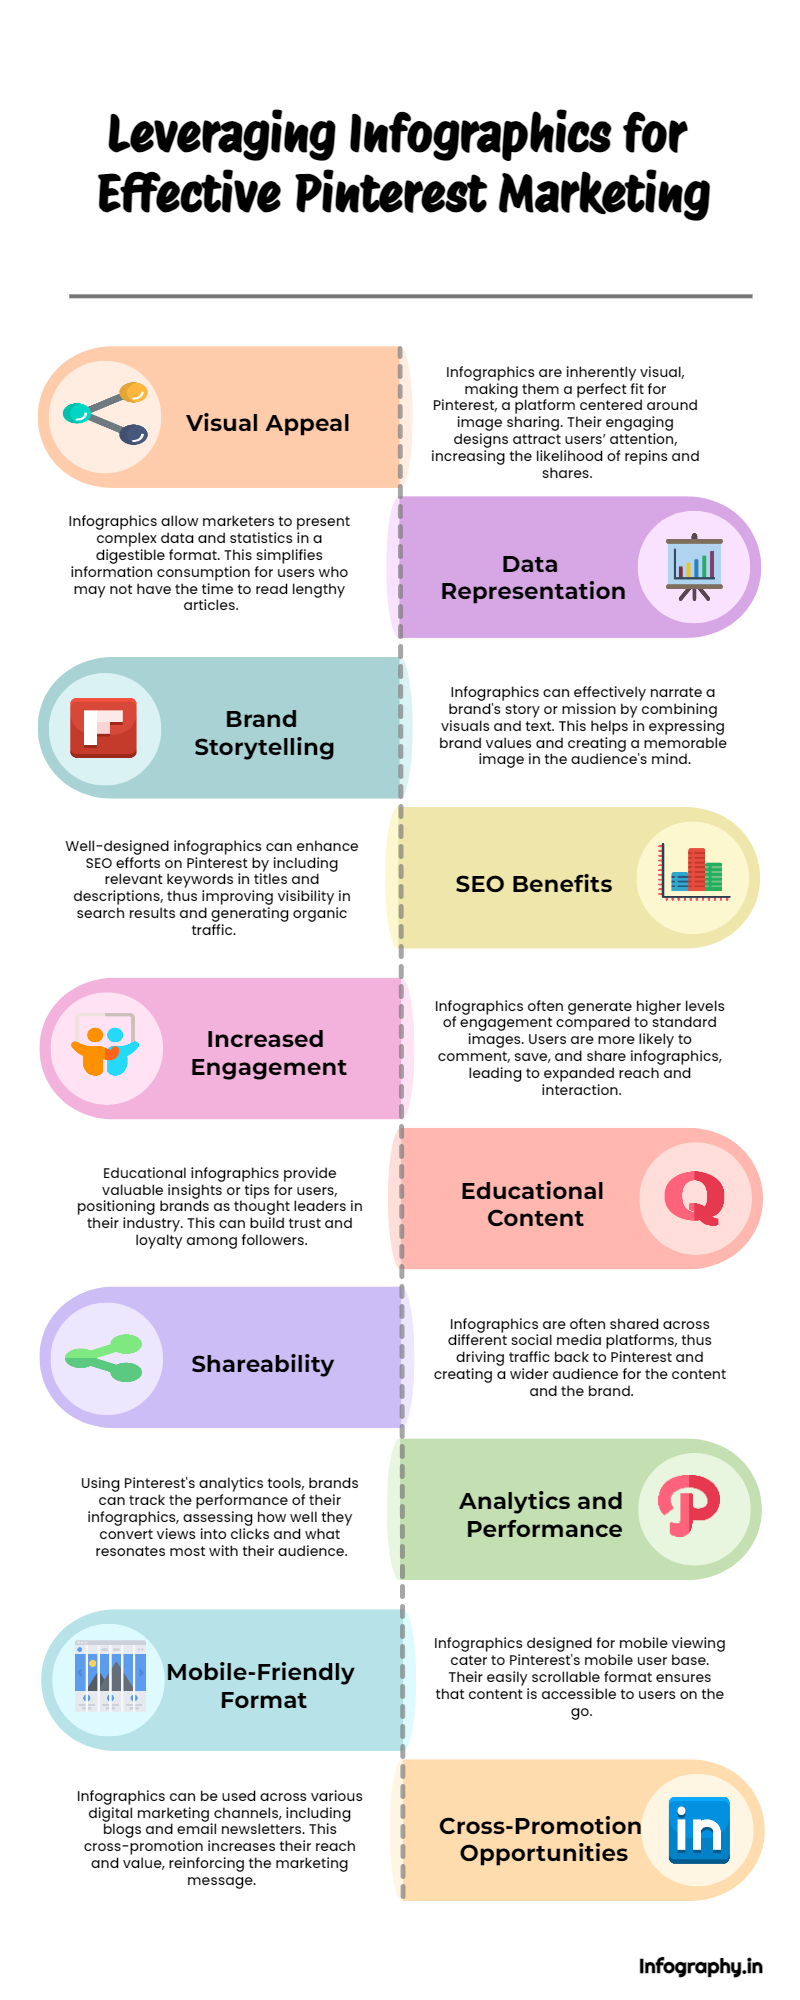 Leveraging Infographics for
Effective Pinterest Marketing
Visual Appeal
Infographics are inherently visual,
making them a perfect fit for
Pinterest, a platform centered around
image sharing. Their engaging
designs attract users' attention,
increasing the likelihood of repins and
shares.
Infographics allow marketers to present
complex data and statistics in a
digestible format. This simplifies
information consumption for users who
may not have the time to read lengthy
articles.
Data
Representation
Brand
Storytelling
Infographics can effectively narrate a
brand's story or mission by combining
visuals and text. This helps in expressing
brand values and creating a memorable
image in the audience's mind.
Well-designed infographics can enhance
SEO efforts on Pinterest by including
relevant keywords in titles and
descriptions, thus improving visibility in
search results and generating organic
traffic.
SEO Benefits
Increased
Engagement
Infographics often generate higher levels
of engagement compared to standard
images. Users are more likely to
comment, save, and share infographics,
leading to expanded reach and
interaction.
Educational infographics provide
valuable insights or tips for users,
positioning brands as thought leaders in
their industry. This can build trust and
loyalty among followers.
Educational
Content
Q
Shareability
Infographics are often shared across
different social media platforms, thus
driving traffic back to Pinterest and
creating a wider audience for the content
and the brand.
Using Pinterest's analytics tools, brands
can track the performance of their
infographics, assessing how well they
convert views into clicks and what
resonates most with their audience.
Analytics and
Performance
Mobile-Friendly
Format
Infographics designed for mobile viewing
cater to Pinterest's mobile user base.
Their easily scrollable format ensures
that content is accessible to users on the
go.
Infographics can be used across various
digital marketing channels, including
blogs and email newsletters. This
cross-promotion increases their reach
and value, reinforcing the marketing
message.
Cross-Promotion
Opportunities
in
Infography.in